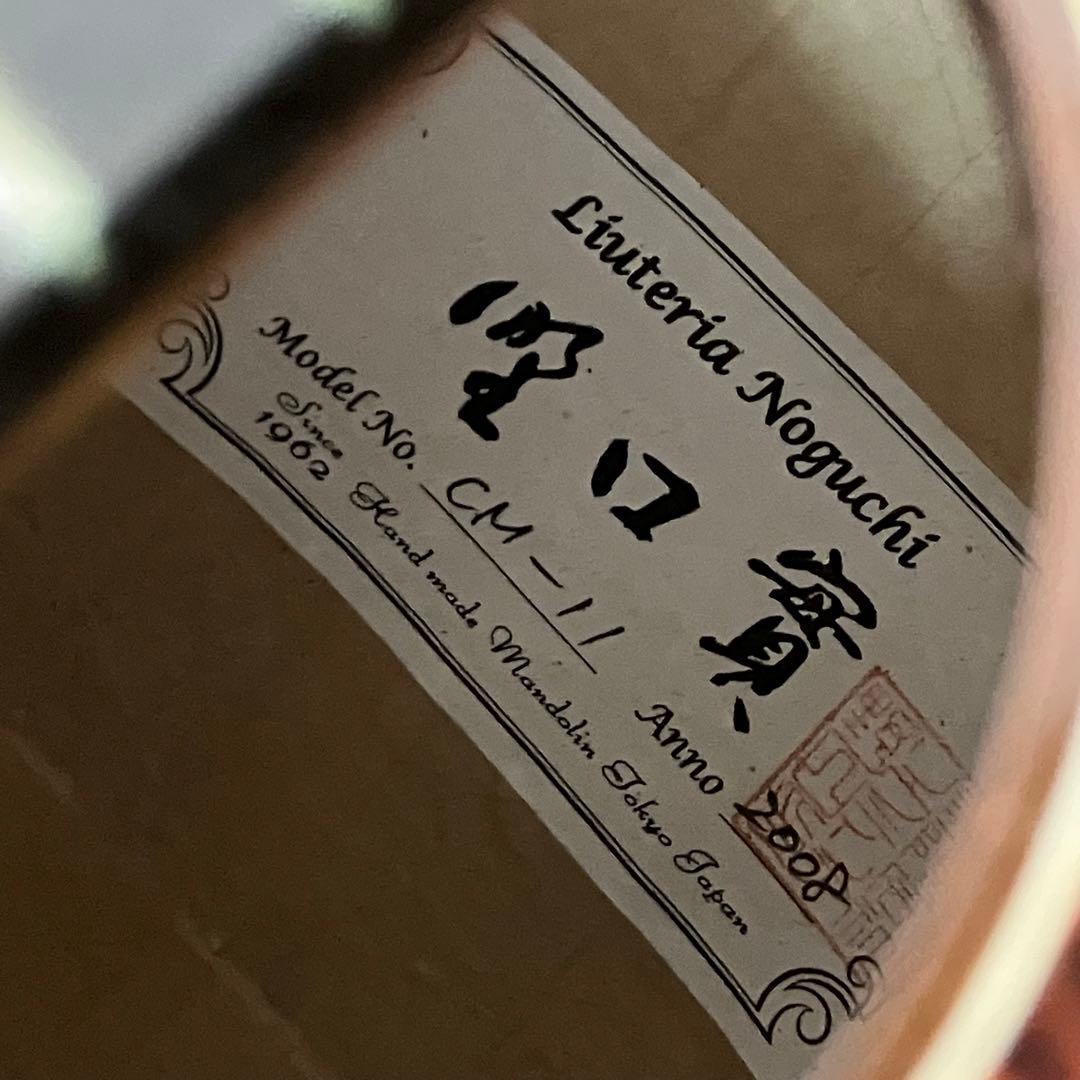 Liuteria Noguchi
野口實
Model No. CM-11 Anno 2008
Since 1962 Hand made Mandolin Tokyo Japan